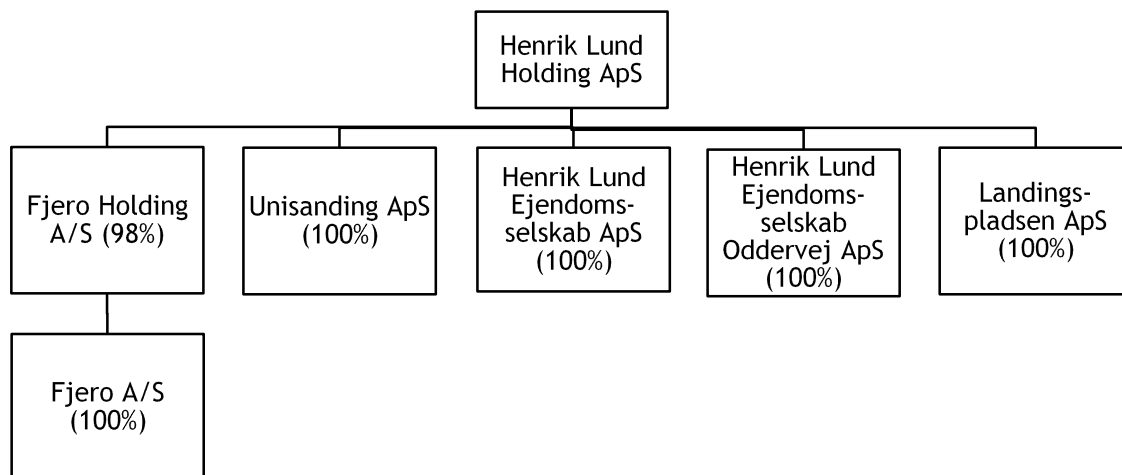 Henrik Lund
Holding ApS
Fjero Holding
A/S (98%)
Unisanding ApS
(100%)
Henrik Lund
Ejendoms-
selskab ApS
(100%)
Henrik Lund
Ejendoms-
selskab
Oddervej ApS
(100%)
Landings-
pladsen ApS
(100%)
Fjero A/S
(100%)